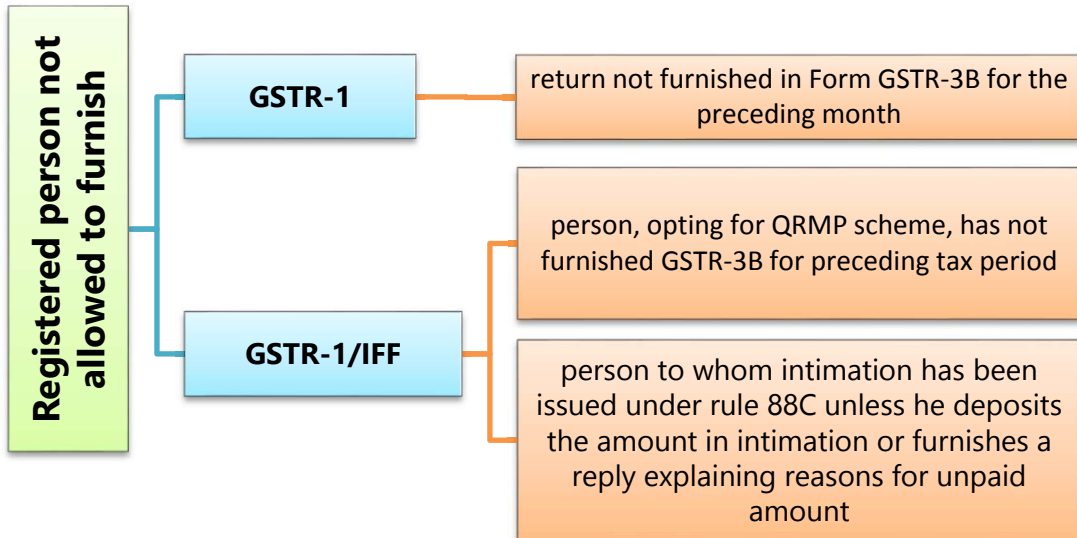 Registered person not
allowed to furnish
GSTR-1
return not furnished in Form GSTR-3B for the
preceding month
GSTR-1/IFF
person, opting for QRMP scheme, has not
furnished GSTR-3B for preceding tax period
person to whom intimation has been
issued under rule 88C unless he deposits
the amount in intimation or furnishes a
reply explaining reasons for unpaid
amount